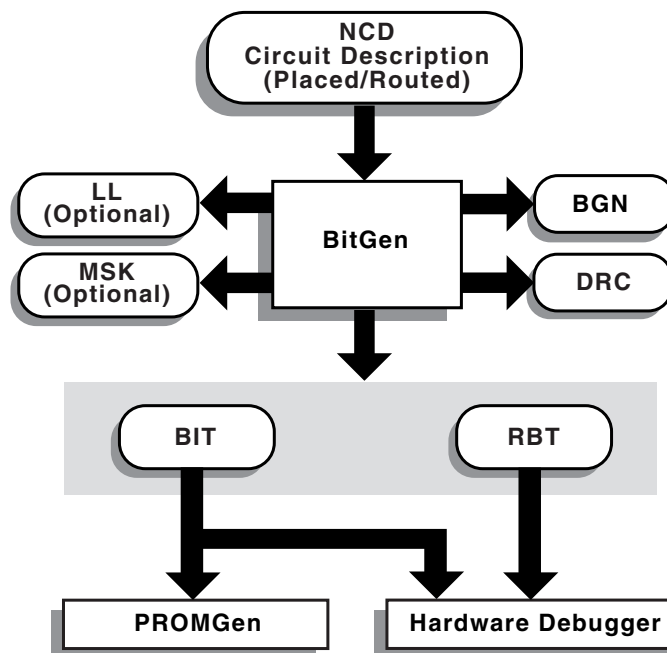 NCD
Circuit Description
(Placed/Routed)
LL
(Optional)
BitGen
BGN
MSK
(Optional)
DRC
BIT
RBT
PROMGen
Hardware Debugger